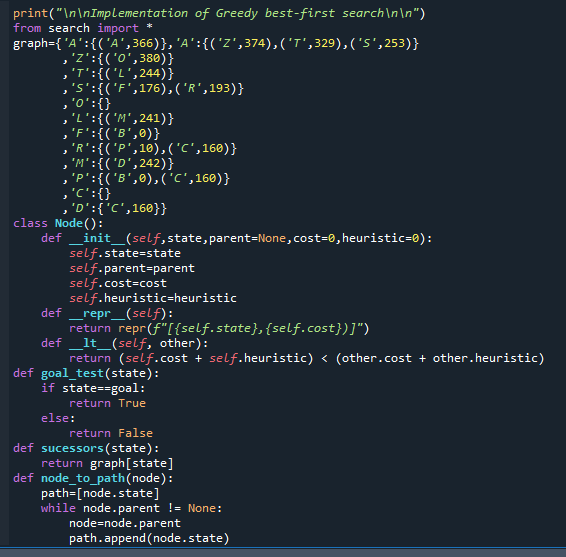 print("\n\nImplementation of Greedy best-first search\n\n")
from search import *
graph={'A':{('A',366)},'A':{('Z',374),('T',329),('S',253)}
,'Z':{('O',380)}
,'T':{('L',244)}
,'S':{('F',176),('R',193)}
,'O':{}
,'L':{('M',241)}
,'F':{('B',0)}
,'R':{('P',10),('C',160)}
,'M':{('D',242)}
,'P':{('B',0),('C',160)}
,'C':{}
,'D':{'C',160}}
class Node():
def __init__(self,state,parent=None,cost=0,heuristic=0):
self.state=state
self.parent=parent
self.cost=cost
self.heuristic=heuristic
def __repr__(self):
return repr(f"[{self.state},{self.cost})]")
def __lt__(self, other):
return (self.cost + self.heuristic) < (other.cost + other.heuristic)
def goal_test(state):
if state==goal:
return True
else:
return False
def sucessors(state):
return graph[state]
def node_to_path(node):
path=[node.state]
while node.parent != None:
node=node.parent
path.append(node.state)